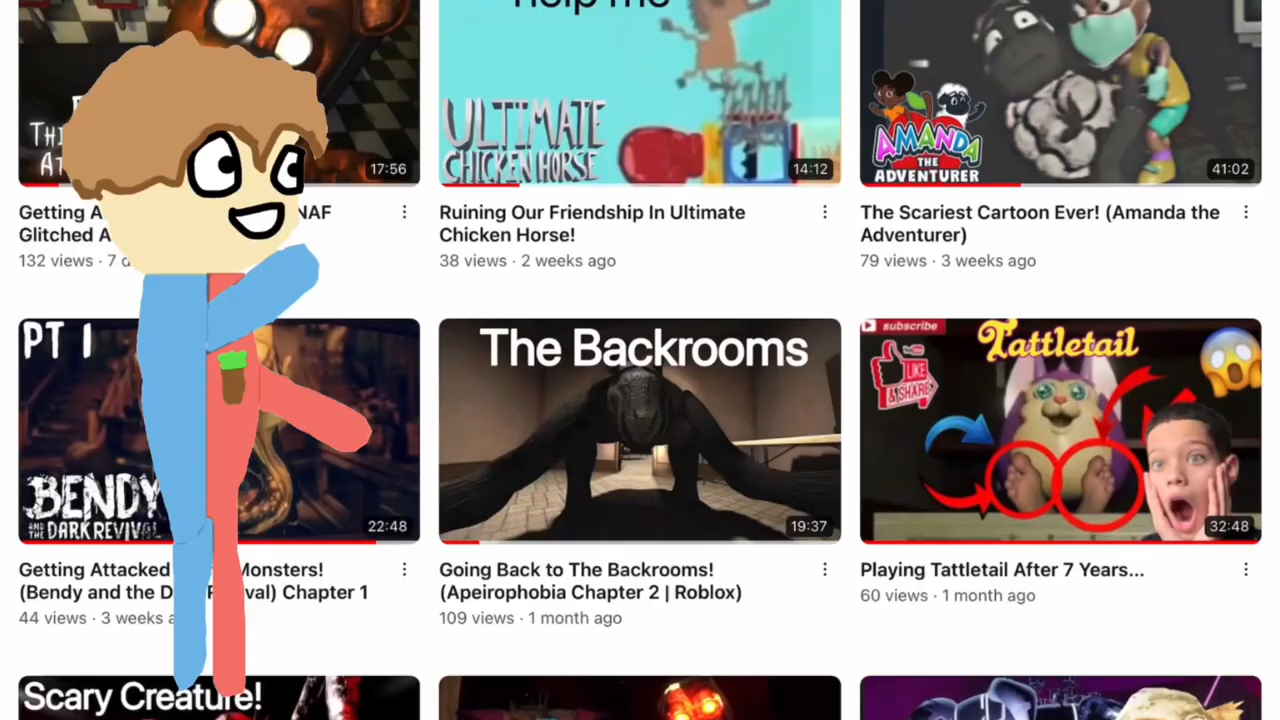 Help me
THI
AT
ULTIMATE
CHICKEN HORSE
AMANDA
THE
ADVENTURER
17:56
14:12
41:02
Getting A NAF
Glitched A
132 views · 7 d
Ruining Our Friendship In Ultimate
Chicken Horse!
38 views · 2 weeks ago
The Scariest Cartoon Ever! (Amanda the
Adventurer)
79 views · 3 weeks ago
PT 1
BENDY
AND THE DARK REVIVAL
22:48
The Backrooms
19:37
subscribe
LIKE
& SHARE
Tattletail
32:48
Getting Attacked Monsters!
(Bendy and the D val) Chapter 1
44 views · 3 weeks a
Going Back to The Backrooms!
(Apeirophobia Chapter 2 | Roblox)
109 views · 1 month ago
Playing Tattletail After 7 Years...
60 views · 1 month ago
Scary Creature!